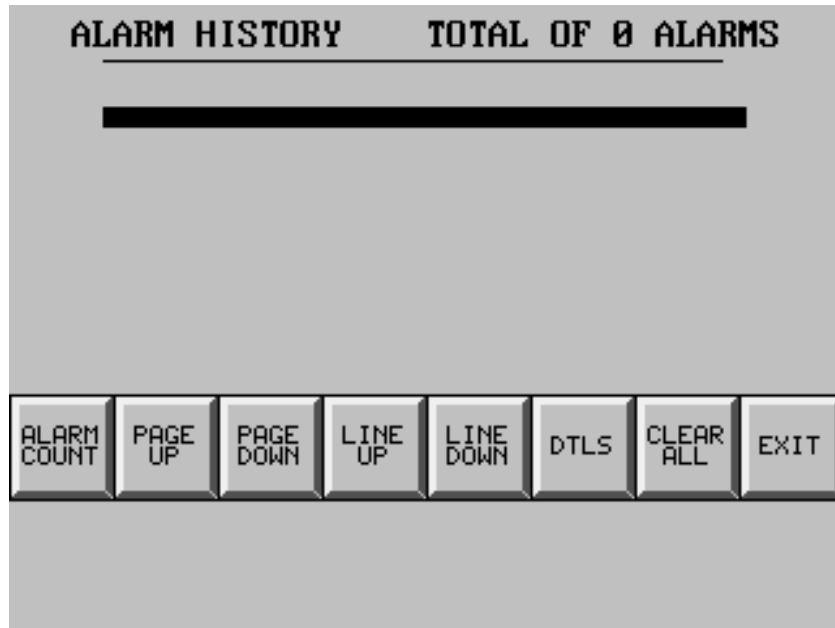 ALARM HISTORY TOTAL OF 0 ALARMS
ALARM COUNT
PAGE UP
PAGE DOWN
LINE UP
LINE DOWN
DTLS
CLEAR ALL
EXIT